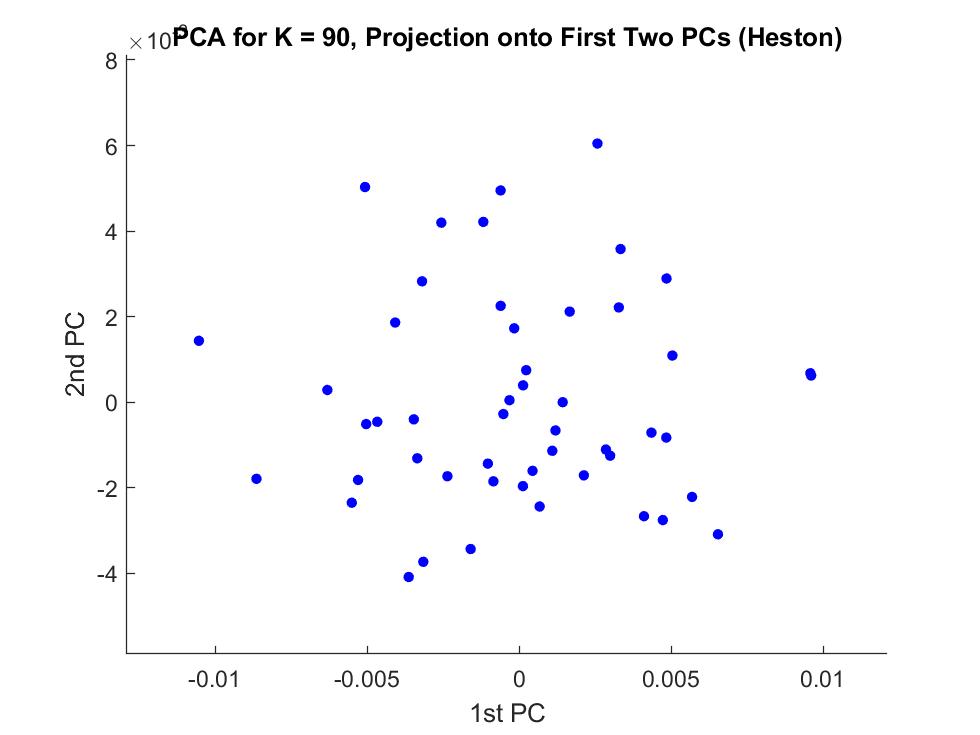 ×10
PCA for K = 90, Projection onto First Two PCs (Heston)
8
6
4
2
0
-2
-4
2nd PC
-0.01 -0.005 0 0.005 0.01
1st PC